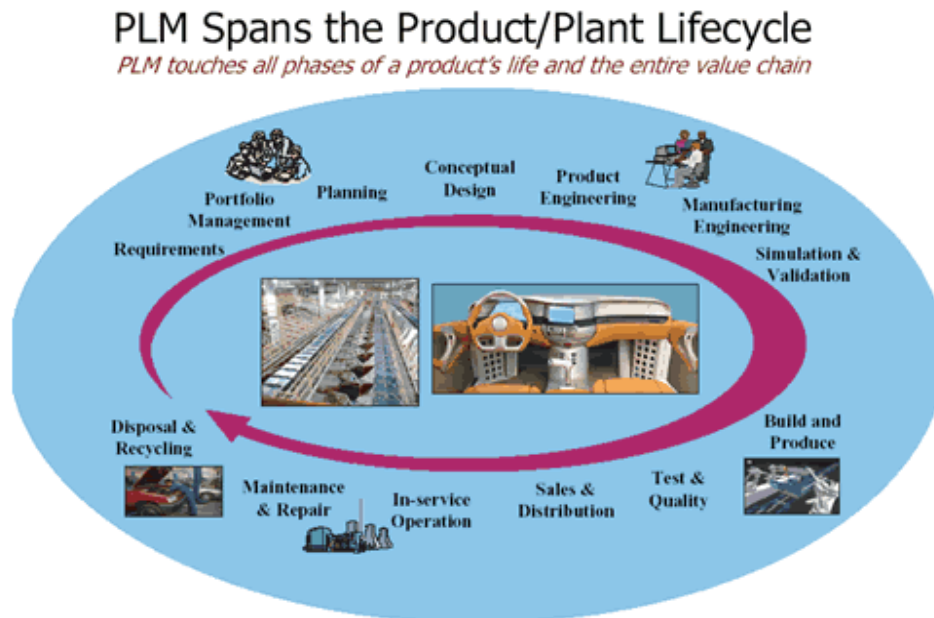 PLM Spans the Product/Plant Lifecycle
PLM touches all phases of a product's life and the entire value chain
Requirements
Portfolio
Management
Planning
Conceptual
Design
Product
Engineering
Manufacturing
Engineering
Simulation &
Validation
Build and
Produce
Test &
Quality
Sales &
Distribution
In-service
Operation
Maintenance
& Repair
Disposal &
Recycling